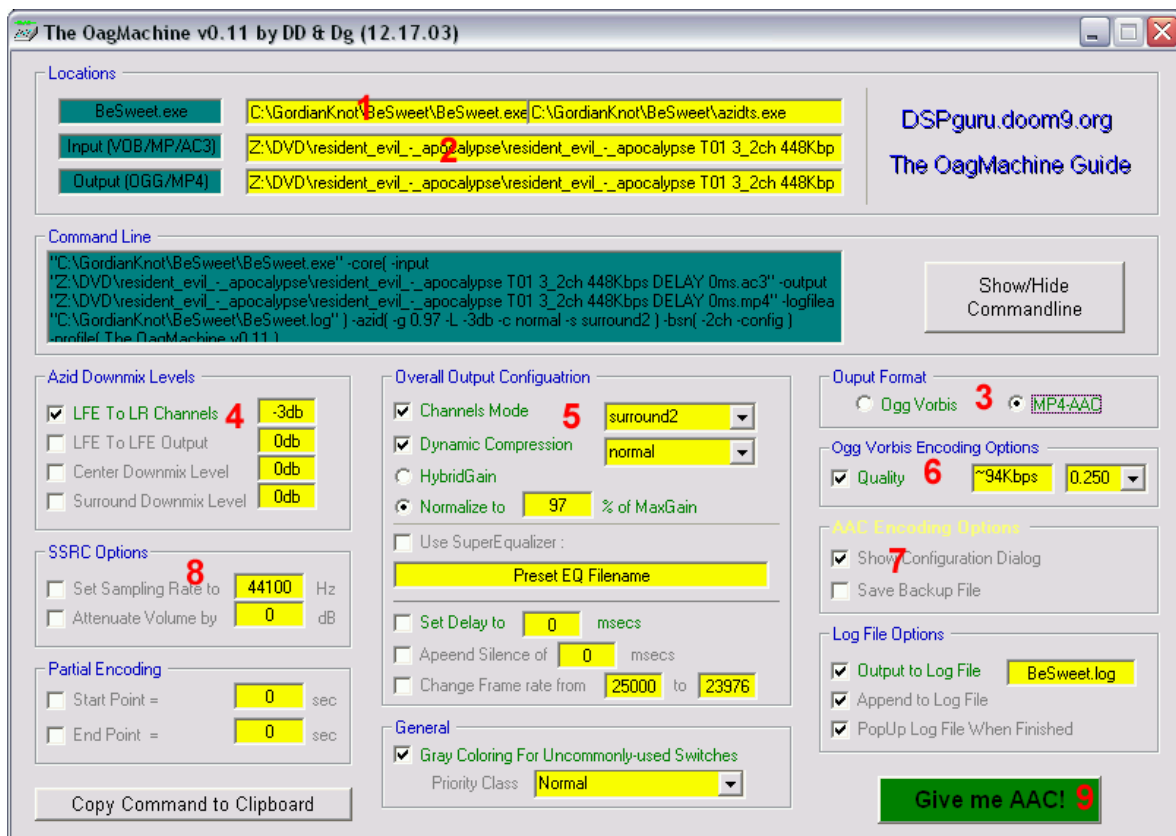 The OagMachine v0.11 by DD & Dg (12.17.03)
Locations
BeSweet.exe
C:\GordianKnot\BeSweet\BeSweet.exe
C:\GordianKnot\BeSweet\azidts.exe
1
Input (VOB/MP/AC3)
Z:\DVD\resident_evil_-_apocalypse\resident_evil_-_apocalypse T01 3_2ch 448Kbp
2
Output (OGG/MP4)
Z:\DVD\resident_evil_-_apocalypse\resident_evil_-_apocalypse T01 3_2ch 448Kbp
DSPguru.doom9.org
The OagMachine Guide
Command Line
"C:\GordianKnot\BeSweet\BeSweet.exe" -core( -input
"Z:\DVD\resident_evil_-_apocalypse\resident_evil_-_apocalypse T01 3_2ch 448Kbps DELAY 0ms.ac3" -output
"Z:\DVD\resident_evil_-_apocalypse\resident_evil_-_apocalypse T01 3_2ch 448Kbps DELAY 0ms.mp4" -logfilea
"C:\GordianKnot\BeSweet\BeSweet.log" ) -azid( -g 0.97 -L -3db -c normal -s surround2 ) -bsn( -2ch -config )
-profile( The OagMachine v0.11 )
Show/Hide
Commandline
Azid Downmix Levels
LFE To LR Channels
4
-3db
LFE To LFE Output
0db
Center Downmix Level
0db
Surround Downmix Level
0db
SSRC Options
8
Set Sampling Rate to
44100
Hz
Attenuate Volume by
0
dB
Partial Encoding
Start Point =
0
sec
End Point =
0
sec
Copy Command to Clipboard
Overall Output Configuatrion
Channels Mode
5
surround2
Dynamic Compression
normal
HybridGain
Normalize to
97
% of MaxGain
Use SuperEqualizer :
Preset EQ Filename
Set Delay to
0
msecs
Apeend Silence of
0
msecs
Change Frame rate from
25000
to
23976
General
Gray Coloring For Uncommonly-used Switches
Priority Class
Normal
Ouput Format
Ogg Vorbis
3
MP4-AAC
Ogg Vorbis Encoding Options
Quality
6
~94Kbps
0.250
AAC Encoding Options
7
Show Configuration Dialog
Save Backup File
Log File Options
Output to Log File
BeSweet.log
Append to Log File
PopUp Log File When Finished
Give me AAC!
9